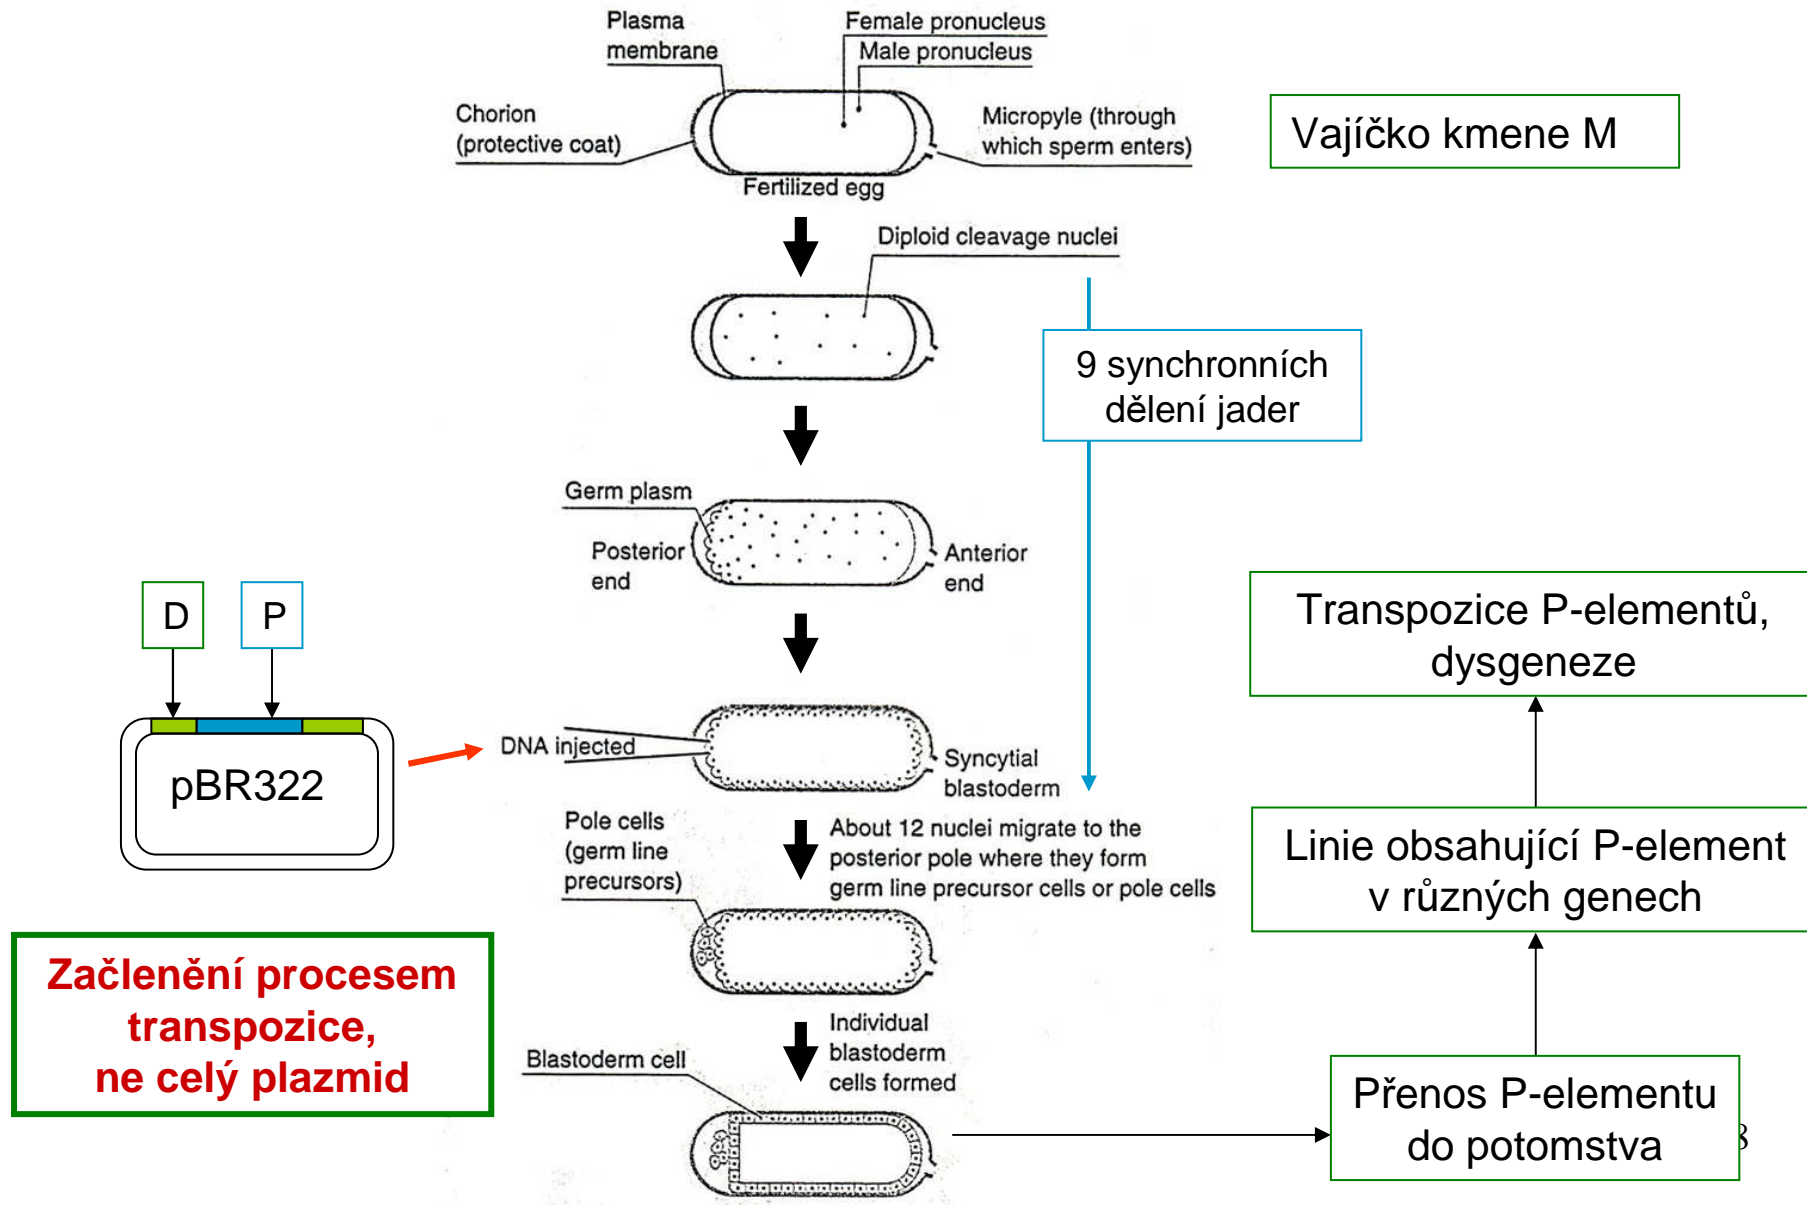 Plasma
membrane
Female pronucleus
Male pronucleus
Chorion
(protective coat)
Micropyle (through
which sperm enters)
Fertilized egg
Vajíčko kmene M
Diploid cleavage nuclei
9 synchronních
dělení jader
Germ plasm
Posterior
end
Anterior
end
D
P
pBR322
DNA injected
Syncytial
blastoderm
Transpozice P-elementů,
dysgeneze
Pole cells
(germ line
precursors)
About 12 nuclei migrate to the
posterior pole where they form
germ line precursor cells or pole cells
Linie obsahující P-element
v různých genech
Začlenění procesem
transpozice,
ne celý plazmid
Individual
blastoderm
cells formed
Blastoderm cell
Přenos P-elementu
do potomstva